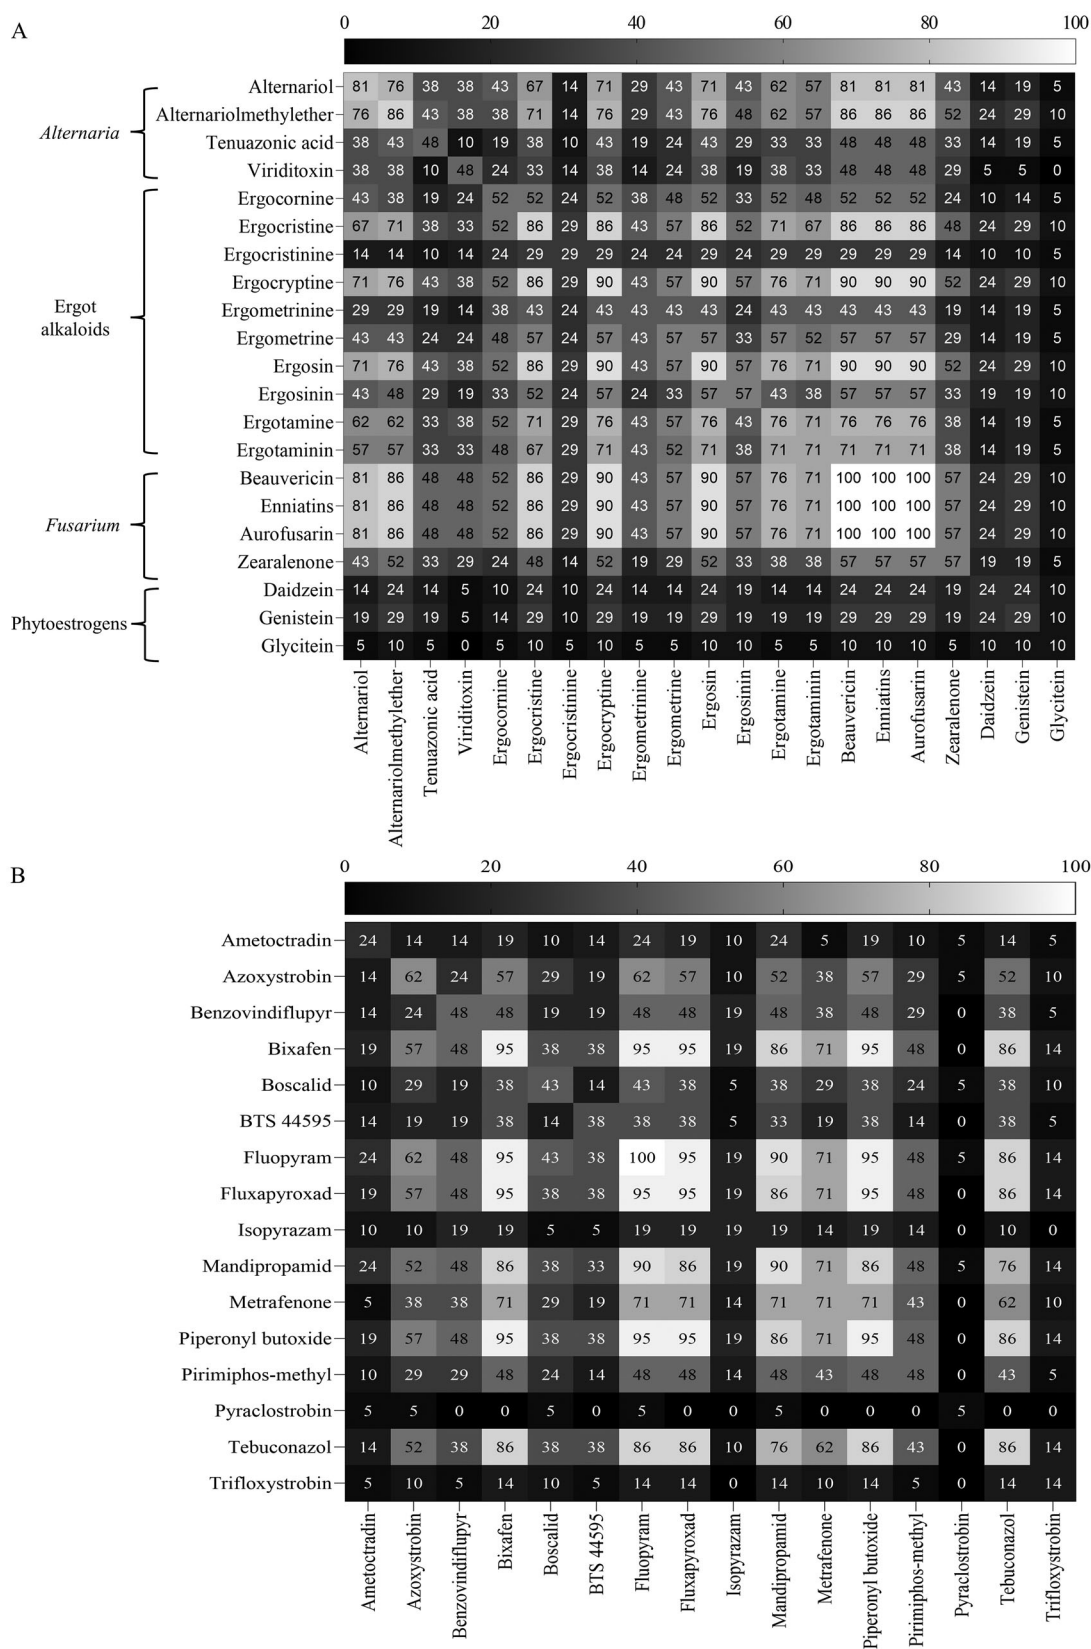 A
0 20 40 60 80 100
Alternaria
Ergot
alkaloids
Fusarium
Phytoestrogens
Alternariol 81 76 38 38 43 67 14 71 29 43 71 43 62 57 81 81 81 43 14 19 5
Alternariolmethylether 76 86 43 38 38 71 14 76 29 43 76 48 62 57 86 86 86 52 24 29 10
Tenuazonic acid 38 43 48 10 19 38 10 43 19 24 43 29 33 33 48 48 48 33 14 19 5
Viriditoxin 38 38 10 48 24 33 14 38 14 24 38 19 38 33 48 48 48 29 5 5 0
Ergocornine 43 38 19 24 52 52 24 52 38 48 52 33 52 48 52 52 52 24 10 14 5
Ergocristine 67 71 38 33 52 86 29 86 43 57 86 52 71 67 86 86 86 48 24 29 10
Ergocristinine 14 14 10 14 24 29 29 24 24 24 29 24 29 29 29 29 29 14 10 10 5
Ergocryptine 71 76 43 38 52 86 24 90 43 57 90 57 76 71 90 90 90 52 24 29 10
Ergometrinine 29 29 19 14 38 43 24 43 43 43 43 24 43 43 43 43 43 19 14 19 5
Ergometrine 43 43 24 24 48 57 24 57 43 57 57 33 57 52 57 57 57 29 14 19 5
Ergosin 71 76 43 38 52 86 29 90 43 57 90 57 76 71 90 90 90 52 24 29 10
Ergosinin 43 48 29 19 33 52 24 57 24 33 57 57 43 38 57 57 57 33 19 19 10
Ergotamine 62 62 33 38 52 71 29 76 43 57 76 43 76 71 76 76 76 38 14 19 5
Ergotaminin 57 57 33 33 48 67 29 71 43 52 71 38 71 71 71 71 71 38 14 19 5
Beauvericin 81 86 48 48 52 86 29 90 43 57 90 57 76 71 100 100 100 57 24 29 10
Enniatins 81 86 48 48 52 86 29 90 43 57 90 57 76 71 100 100 100 57 24 29 10
Aurofusarin 81 86 48 48 52 86 29 90 43 57 90 57 76 71 100 100 100 57 24 29 10
Zearalenone 43 52 33 29 24 48 14 52 19 29 52 33 38 38 57 57 57 57 19 19 5
Daidzein 14 24 14 5 10 24 10 24 14 14 24 19 14 14 24 24 24 19 24 24 10
Genistein 19 29 19 5 14 29 10 29 19 19 29 19 19 19 29 29 29 19 24 29 10
Glycitein 5 10 5 0 5 10 5 10 5 5 10 10 5 5 10 10 10 5 10 10 10
Alternariol
Alternariolmethylether
Tenuazonic acid
Viriditoxin
Ergocornine
Ergocristine
Ergocristinine
Ergocryptine
Ergometrinine
Ergometrine
Ergosin
Ergosinin
Ergotamine
Ergotaminin
Beauvericin
Enniatins
Aurofusarin
Zearalenone
Daidzein
Genistein
Glycitein
B
0 20 40 60 80 100
Ametoctradin 24 14 14 19 10 14 24 19 10 24 5 19 10 5 14 5
Azoxystrobin 14 62 24 57 29 19 62 57 10 52 38 57 29 5 52 10
Benzovindiflupyr 14 24 48 48 19 19 48 48 19 48 38 48 29 0 38 5
Bixafen 19 57 48 95 38 38 95 95 19 86 71 95 48 0 86 14
Boscalid 10 29 19 38 43 14 43 38 5 38 29 38 24 5 38 10
BTS 44595 14 19 19 38 14 38 38 38 5 33 19 38 14 0 38 5
Fluopyram 24 62 48 95 43 38 100 95 19 90 71 95 48 5 86 14
Fluxapyroxad 19 57 48 95 38 38 95 95 19 86 71 95 48 0 86 14
Isopyrazam 10 10 19 19 5 5 19 19 19 19 14 19 14 0 10 0
Mandipropamid 24 52 48 86 38 33 90 86 19 90 71 86 48 5 76 14
Metrafenone 5 38 38 71 29 19 71 71 14 71 71 71 43 0 62 10
Piperonyl butoxide 19 57 48 95 38 38 95 95 19 86 71 95 48 0 86 14
Pirimiphos-methyl 10 29 29 48 24 14 48 48 14 48 43 48 48 0 43 5
Pyraclostrobin 5 5 0 0 5 0 5 0 0 5 0 0 0 5 0 0
Tebuconazol 14 52 38 86 38 38 86 86 10 76 62 86 43 0 86 14
Trifloxystrobin 5 10 5 14 10 5 14 14 0 14 10 14 5 0 14 14
Ametoctradin
Azoxystrobin
Benzovindiflupyr
Bixafen
Boscalid
BTS 44595
Fluopyram
Fluxapyroxad
Isopyrazam
Mandipropamid
Metrafenone
Piperonyl butoxide
Pirimiphos-methyl
Pyraclostrobin
Tebuconazol
Trifloxystrobin